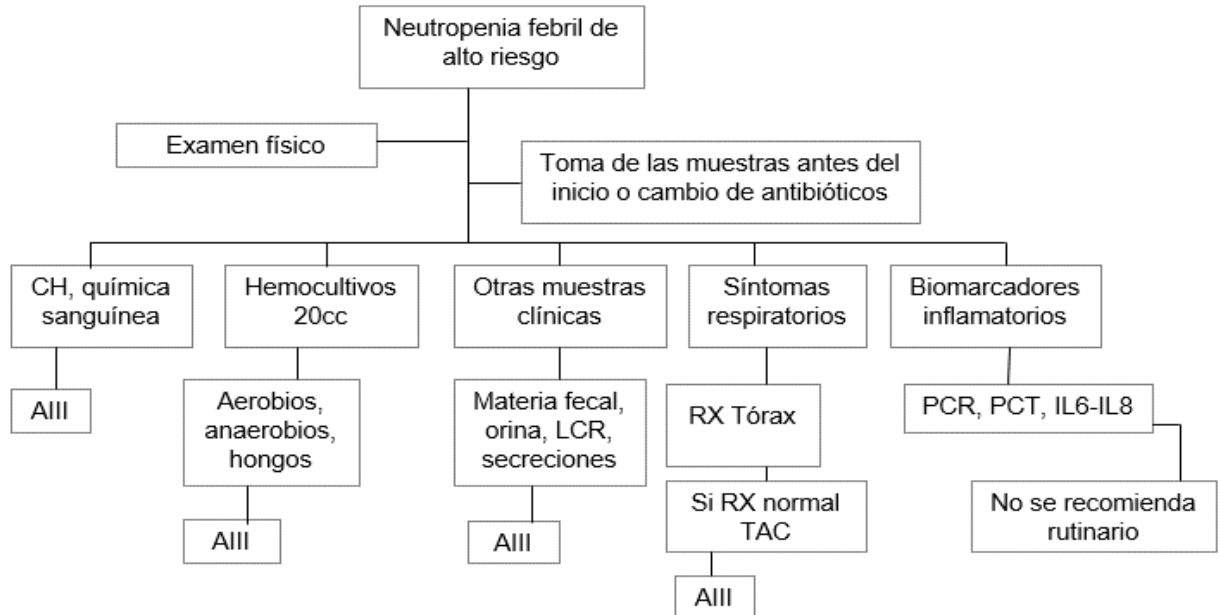 Neutropenia febril de
alto riesgo
Examen físico
Toma de las muestras antes del
inicio o cambio de antibióticos
CH, química
sanguínea
AIII
Hemocultivos
20cc
Aerobios,
anaerobios,
hongos
AIII
Otras muestras
clínicas
Materia fecal,
orina, LCR,
secreciones
AIII
Síntomas
respiratorios
RX Tórax
Si RX normal
TAC
AIII
Biomarcadores
inflamatorios
PCR, PCT, IL6-IL8
No se recomienda
rutinario